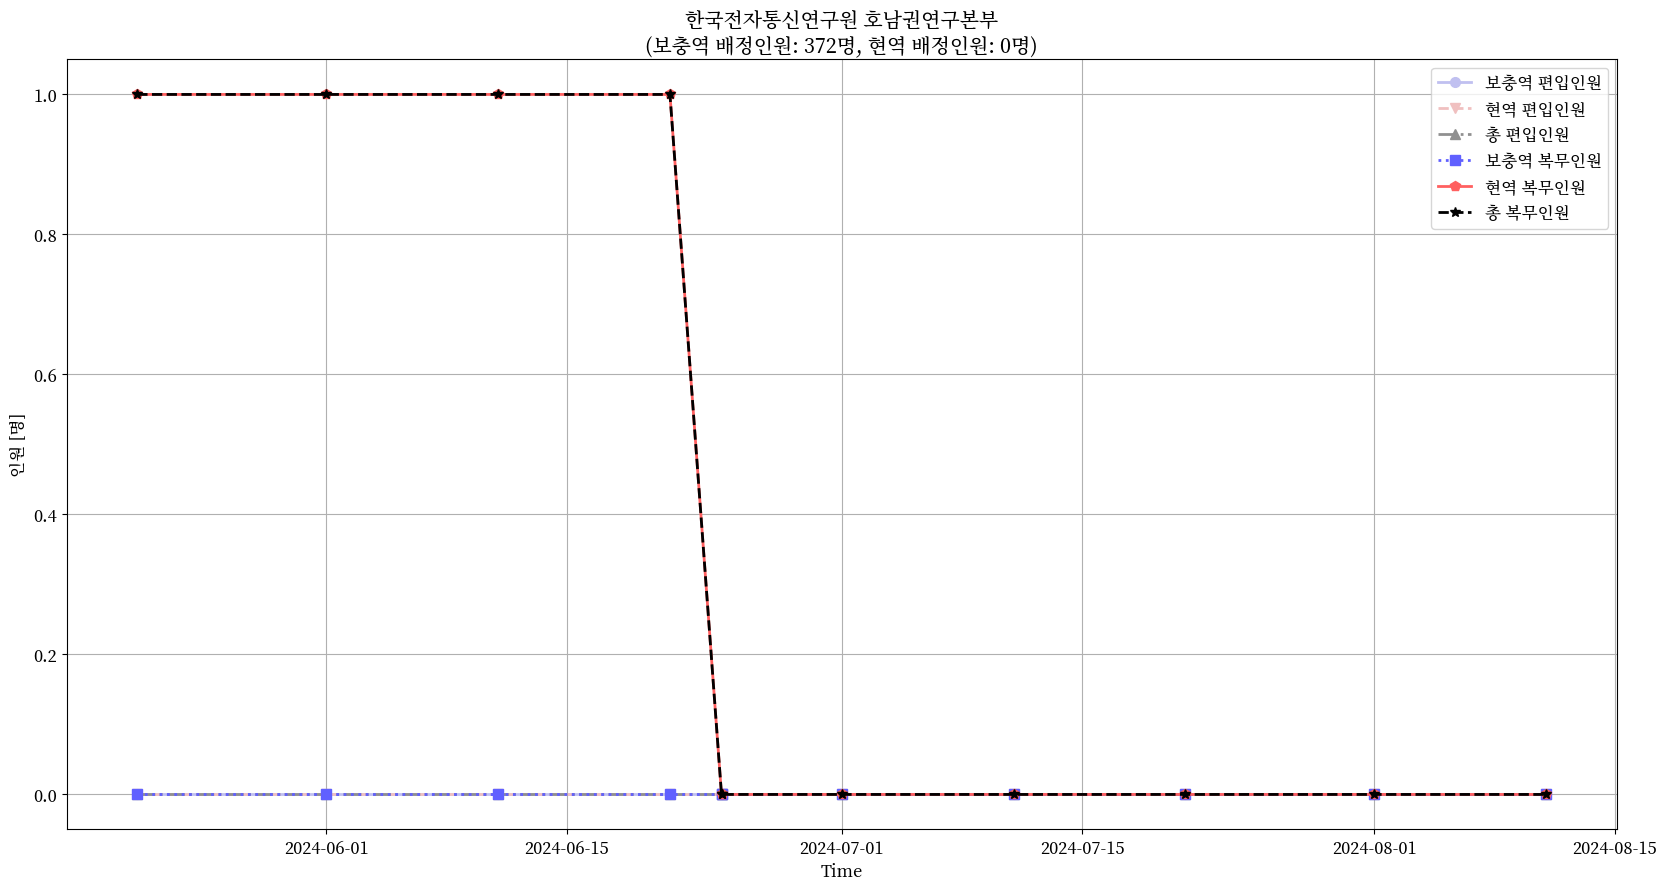 한국전자통신연구원 호남권연구본부
(보충역 배정인원: 372명, 현역 배정인원: 0명)
보충역 편입인원
현역 편입인원
총 편입인원
보충역 복무인원
현역 복무인원
총 복무인원
인원 [명]
1.0
0.8
0.6
0.4
0.2
0.0
2024-06-01
2024-06-15
2024-07-01
2024-07-15
2024-08-01
2024-08-15
Time